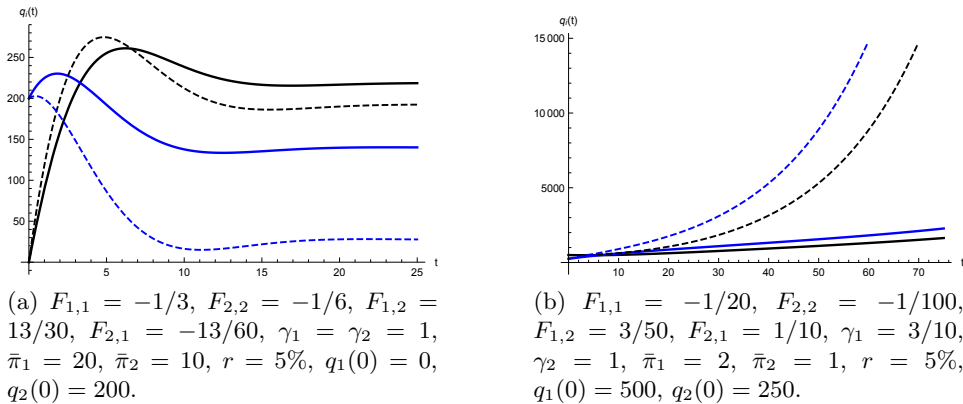 qᵢ(t)
250
200
150
100
50
5
10
15
20
25
t
(a) F₁,₁ = −1/3, F₂,₂ = −1/6, F₁,₂ =
13/30, F₂,₁ = −13/60, γ₁ = γ₂ = 1,
π̄₁ = 20, π̄₂ = 10, r = 5%, q₁(0) = 0,
q₂(0) = 200.
qᵢ(t)
15 000
10 000
5000
10
20
30
40
50
60
70
t
(b) F₁,₁ = −1/20, F₂,₂ = −1/100,
F₁,₂ = 3/50, F₂,₁ = 1/10, γ₁ = 3/10,
γ₂ = 1, π̄₁ = 2, π̄₂ = 1, r = 5%,
q₁(0) = 500, q₂(0) = 250.